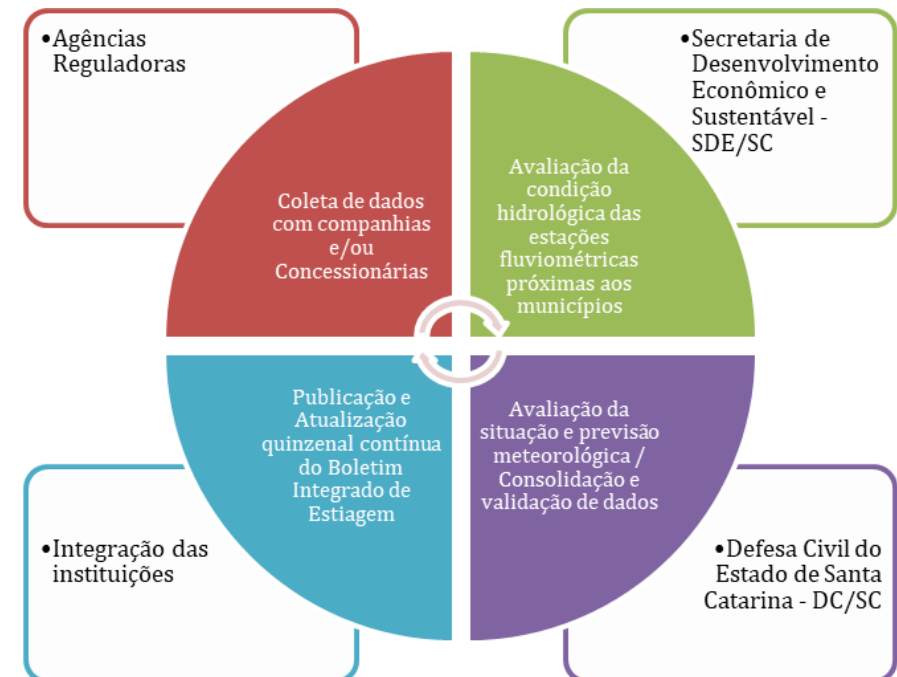 •Agências
Reguladoras
•Secretaria de
Desenvolvimento
Econômico e
Sustentável -
SDE/SC
Coleta de dados
com companhias
e/ou
Concessionárias
Avaliação da
condição
hidrológica das
estações
fluviométricas
próximas aos
municípios
Publicação e
Atualização
quinzenal contínua
do Boletim
Integrado de
Estiagem
Avaliação da
situação e previsão
meteorológica /
Consolidação e
validação de dados
•Integração das
instituições
•Defesa Civil do
Estado de Santa
Catarina - DC/SC